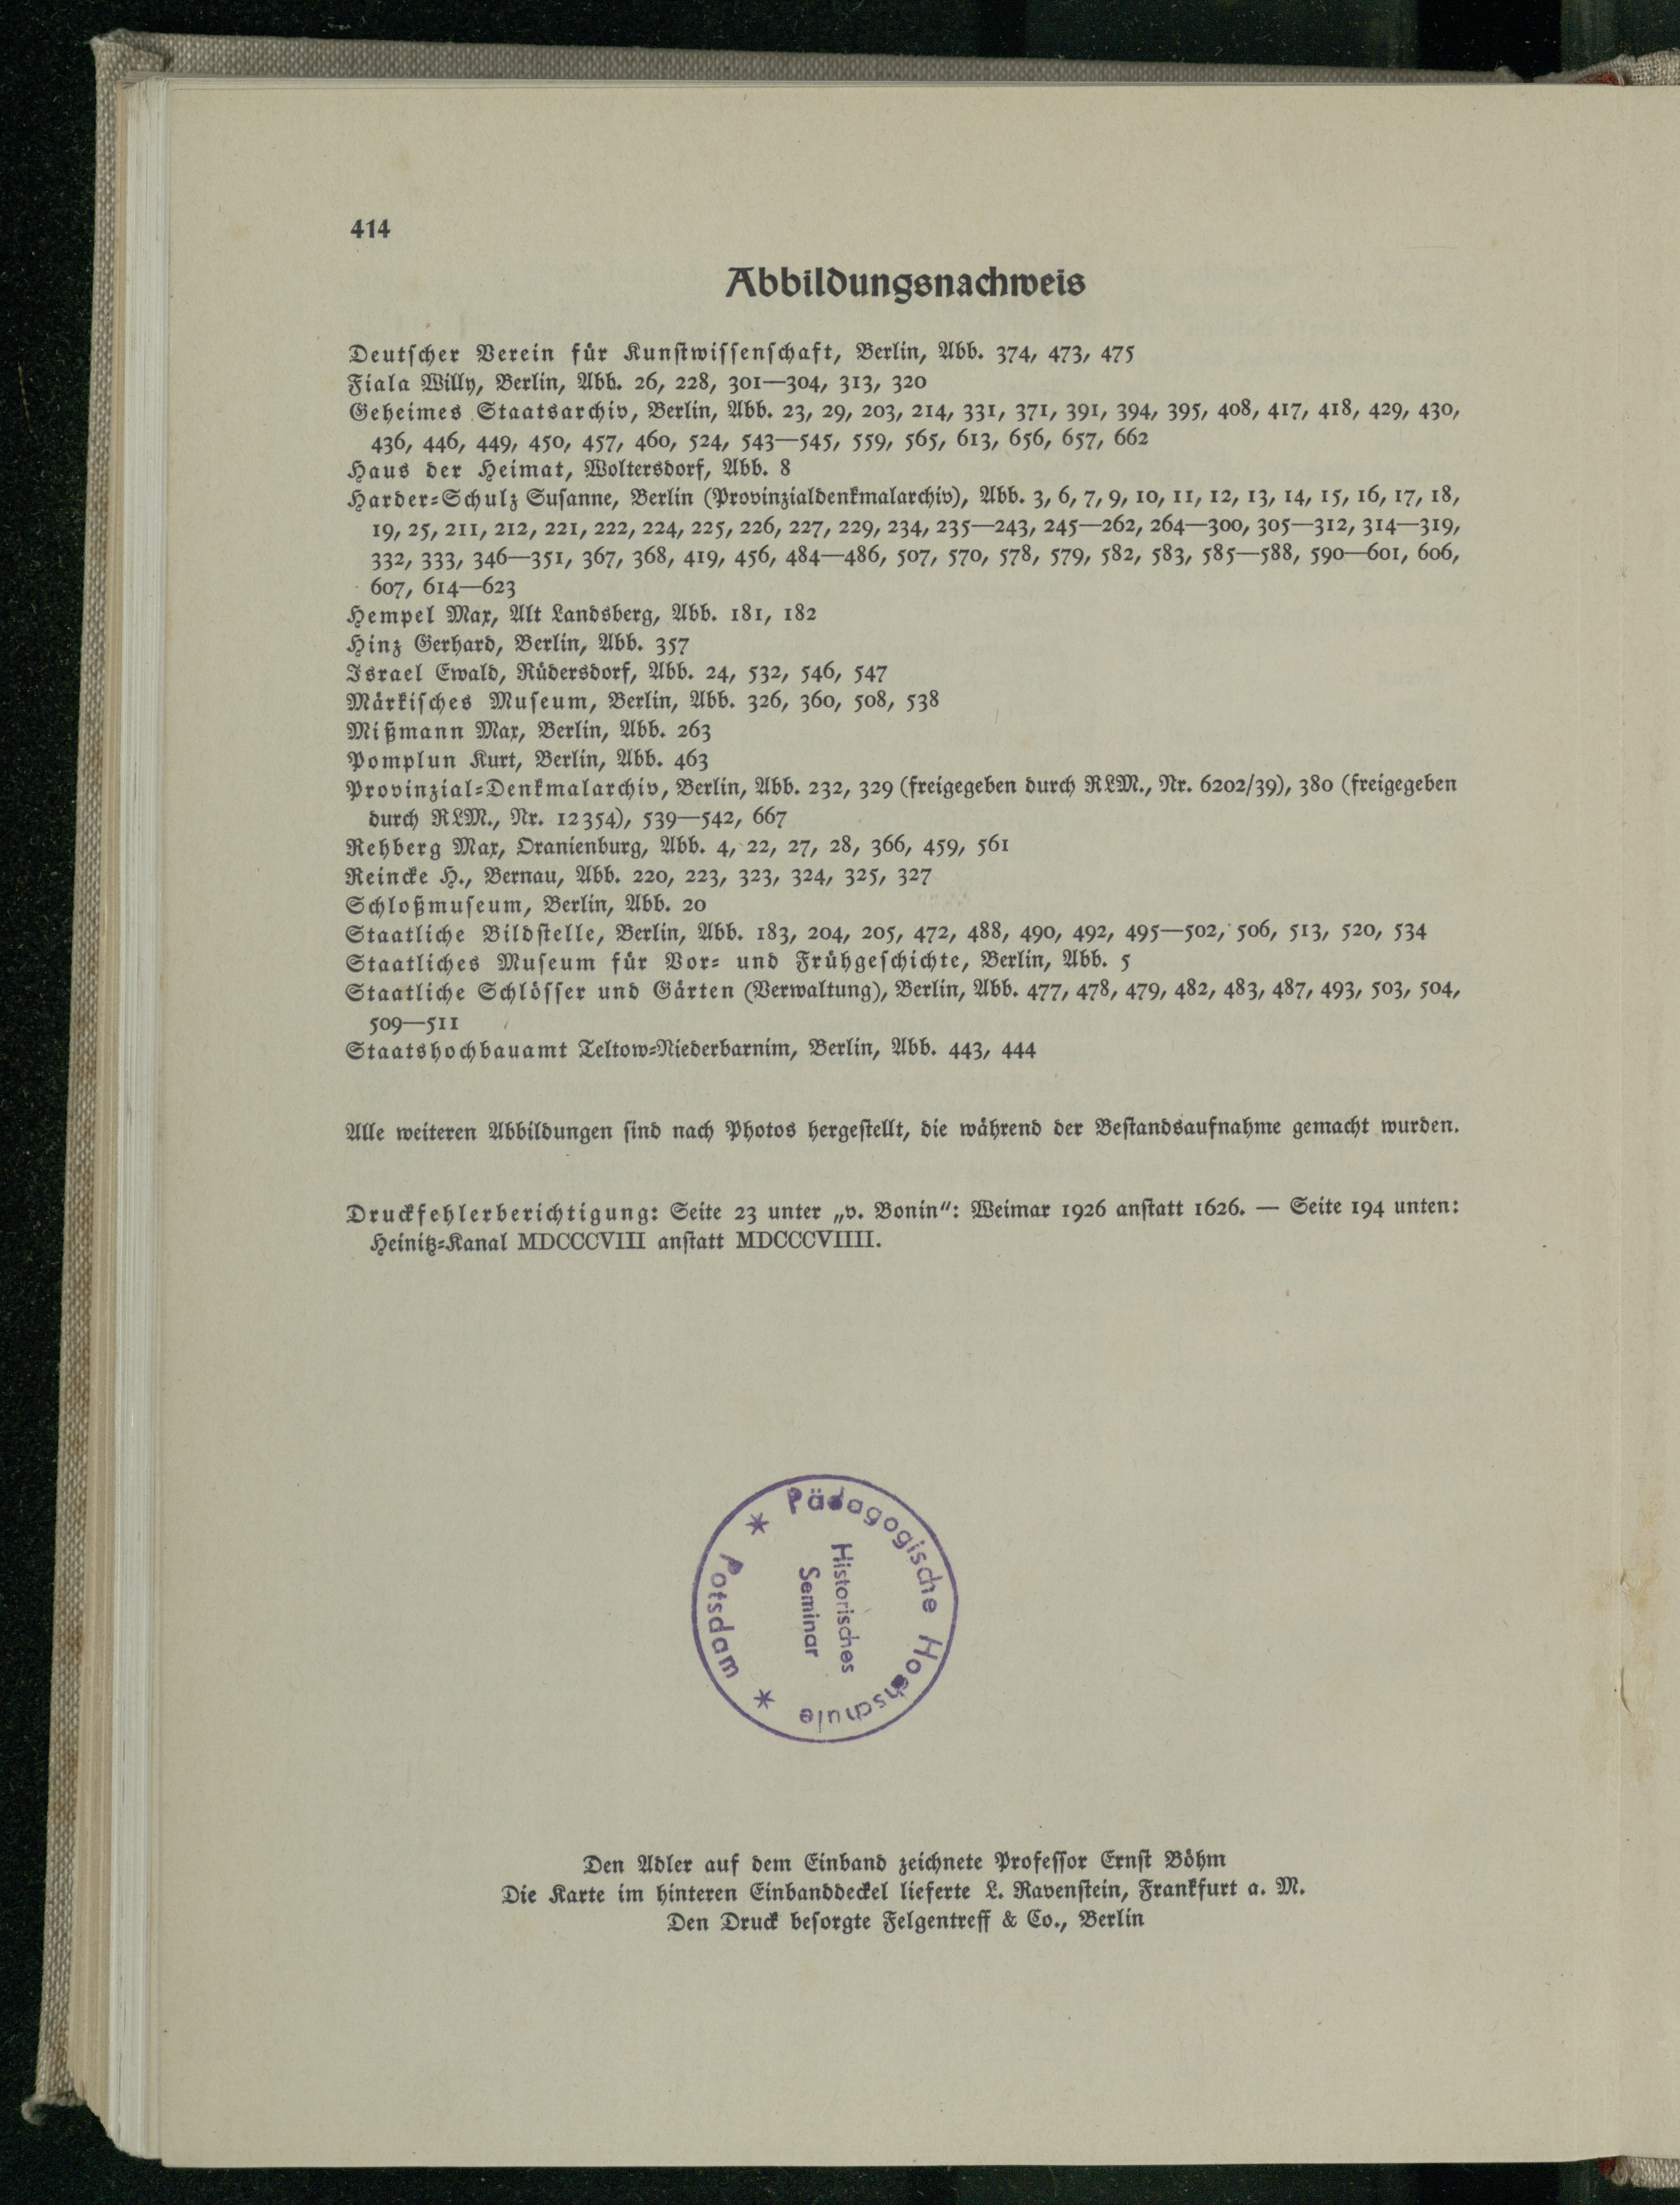 414
Abbildungsnachweis
Deutscher Verein für Kunstwissenschaft, Berlin, Abb. 374, 473, 475
Fiala Willy, Berlin, Abb. 26, 228, 301—304, 313, 320
Geheimes Staatsarchiv, Berlin, Abb. 23, 29, 203, 214, 331, 371, 391, 394, 395, 408, 417, 418, 429, 430,
436, 446, 449, 450, 457, 460, 524, 543—545, 559, 565, 613, 656, 657, 662
Haus der Heimat, Woltersdorf, Abb. 8
Harder-Schulz Susanne, Berlin (Provinzialdenkmalarchiv), Abb. 3, 6, 7, 9, 10, 11, 12, 13, 14, 15, 16, 17, 18,
19, 25, 211, 212, 221, 222, 224, 225, 226, 227, 229, 234, 235—243, 245—262, 264—300, 305—312, 314—319,
332, 333, 346—351, 367, 368, 419, 456, 484—486, 507, 570, 578, 579, 582, 583, 585—588, 590—601, 606,
607, 614—623
Hempel Max, Alt Landsberg, Abb. 181, 182
Hinz Gerhard, Berlin, Abb. 357
Israel Ewald, Rüdersdorf, Abb. 24, 532, 546, 547
Märkisches Museum, Berlin, Abb. 326, 360, 508, 538
Mißmann Max, Berlin, Abb. 263
Pomplun Kurt, Berlin, Abb. 463
Provinzial-Denkmalarchiv, Berlin, Abb. 232, 329 (freigegeben durch RLM., Nr. 6202/39), 380 (freigegeben
durch RLM., Nr. 12354), 539—542, 667
Rehberg Max, Oranienburg, Abb. 4, 22, 27, 28, 366, 459, 561
Reincke H., Bernau, Abb. 220, 223, 323, 324, 325, 327
Schloßmuseum, Berlin, Abb. 20
Staatliche Bildstelle, Berlin, Abb. 183, 204, 205, 472, 488, 490, 492, 495—502, 506, 513, 520, 534
Staatliches Museum für Vor- und Frühgeschichte, Berlin, Abb. 5
Staatliche Schlösser und Gärten (Verwaltung), Berlin, Abb. 477, 478, 479, 482, 483, 487, 493, 503, 504,
509—511
Staatshochbauamt Teltow-Niederbarnim, Berlin, Abb. 443, 444
Alle weiteren Abbildungen sind nach Photos hergestellt, die während der Bestandsaufnahme gemacht wurden.
Druckfehlerberichtigung: Seite 23 unter „v. Bonin“: Weimar 1926 anstatt 1626. — Seite 194 unten:
Heinitz-Kanal MDCCCVIII anstatt MDCCCVIIII.
Pädagogische Hochschule
* Potsdam *
Historisches
Seminar
Den Adler auf dem Einband zeichnete Professor Ernst Böhm
Die Karte im hinteren Einbanddeckel lieferte L. Ravenstein, Frankfurt a. M.
Den Druck besorgte Felgentreff & Co., Berlin